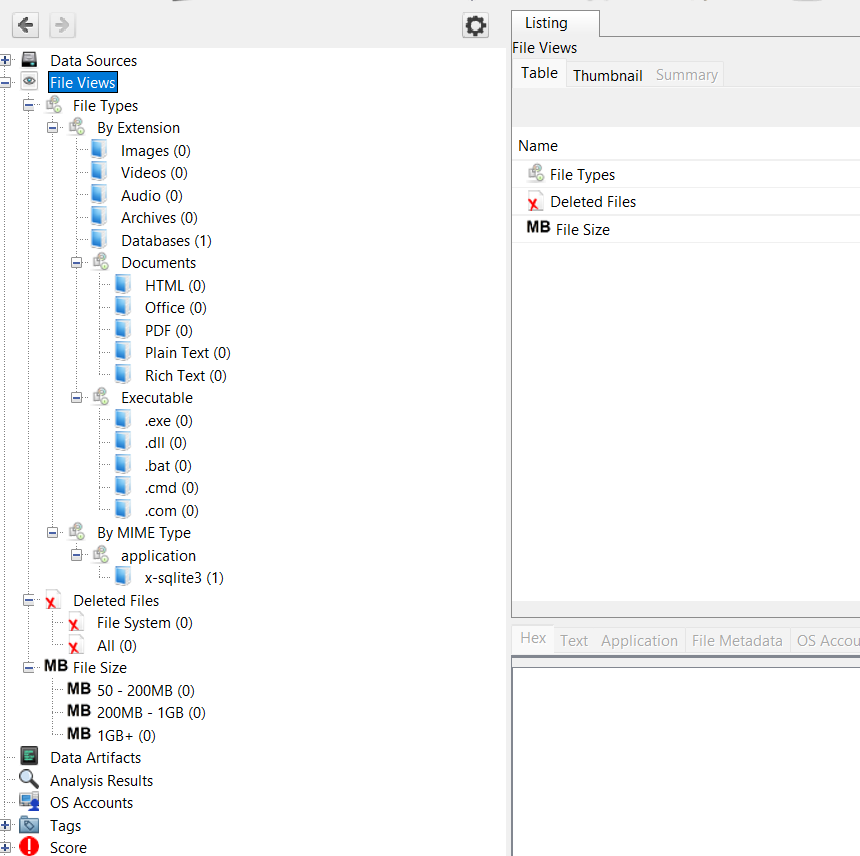 Data Sources
File Views
File Types
By Extension
Images (0)
Videos (0)
Audio (0)
Archives (0)
Databases (1)
Documents
HTML (0)
Office (0)
PDF (0)
Plain Text (0)
Rich Text (0)
Executable
.exe (0)
.dll (0)
.bat (0)
.cmd (0)
.com (0)
By MIME Type
application
x-sqlite3 (1)
Deleted Files
File System (0)
All (0)
MB File Size
MB 50 - 200MB (0)
MB 200MB - 1GB (0)
MB 1GB+ (0)
Data Artifacts
Analysis Results
OS Accounts
Tags
Score
Listing
File Views
Table Thumbnail Summary
Name
File Types
Deleted Files
MB File Size
Hex Text Application File Metadata OS Accou